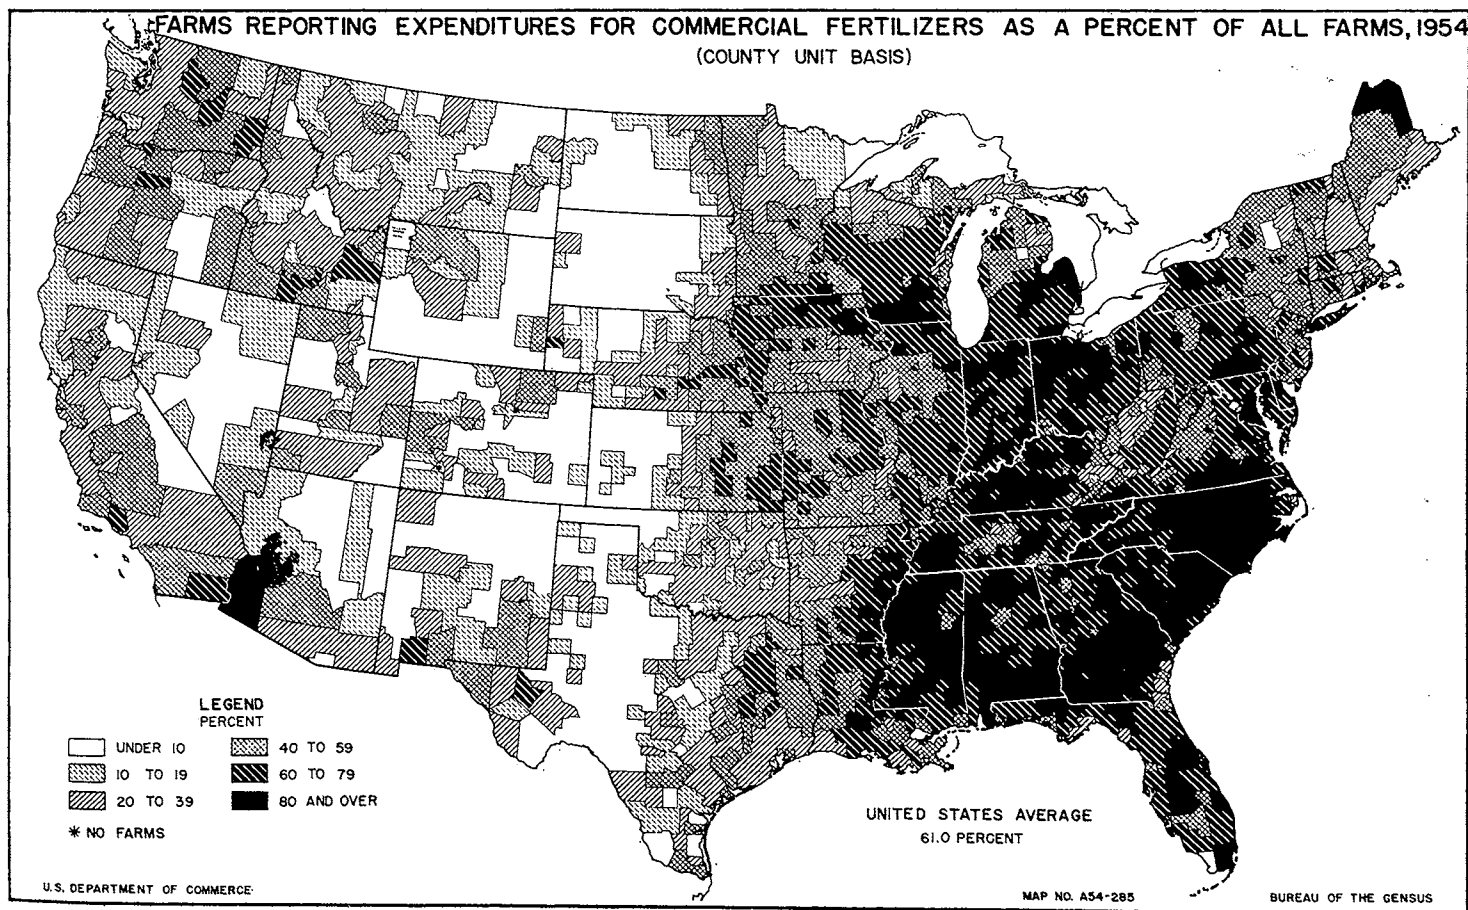 FARMS REPORTING EXPENDITURES FOR COMMERCIAL FERTILIZERS AS A PERCENT OF ALL FARMS, 1954
(COUNTY UNIT BASIS)
LEGEND
PERCENT
UNDER 10
40 TO 59
10 TO 19
60 TO 79
20 TO 39
80 AND OVER
* NO FARMS
UNITED STATES AVERAGE
61.0 PERCENT
U.S. DEPARTMENT OF COMMERCE
MAP NO. A54-285
BUREAU OF THE CENSUS